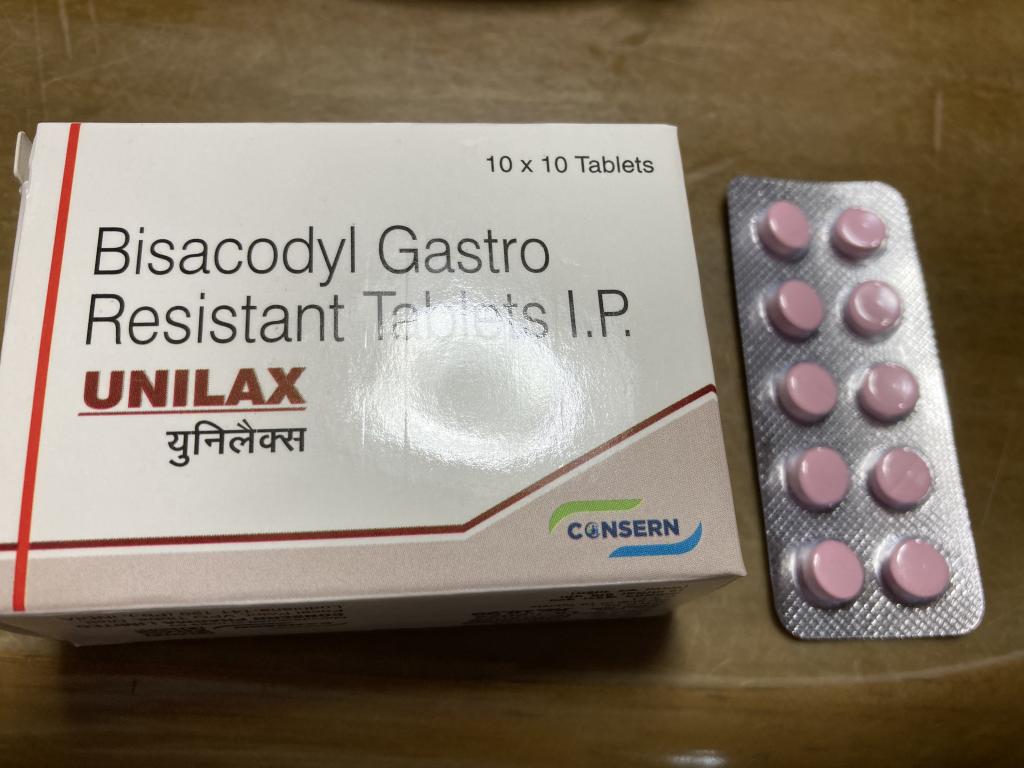 10 x 10 Tablets
Bisacodyl Gastro
Resistant Tablets I.P.
UNILAX
युनिलैक्स
CONSERN